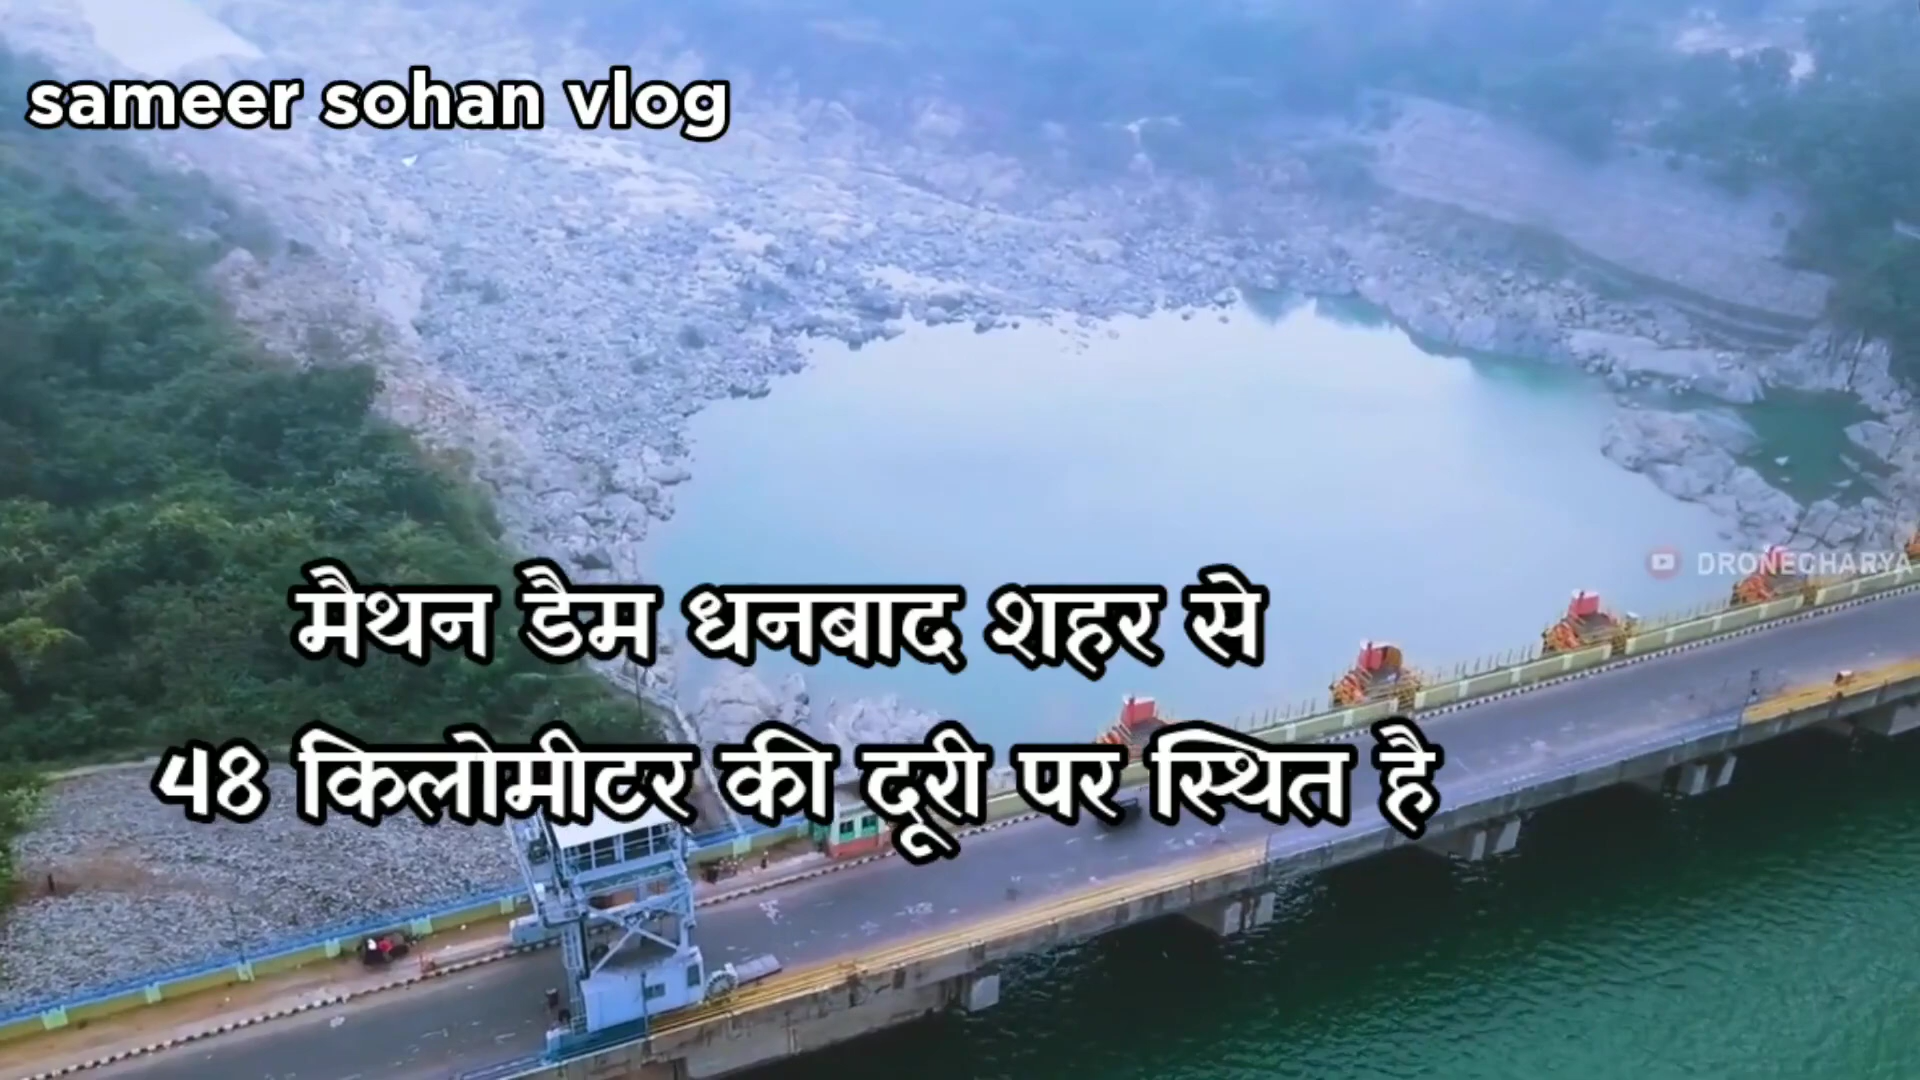 sameer sohan vlog
DRONECHARYA
मैथन डैम धनबाद शहर से
48 किलोमीटर की दूरी पर स्थित है